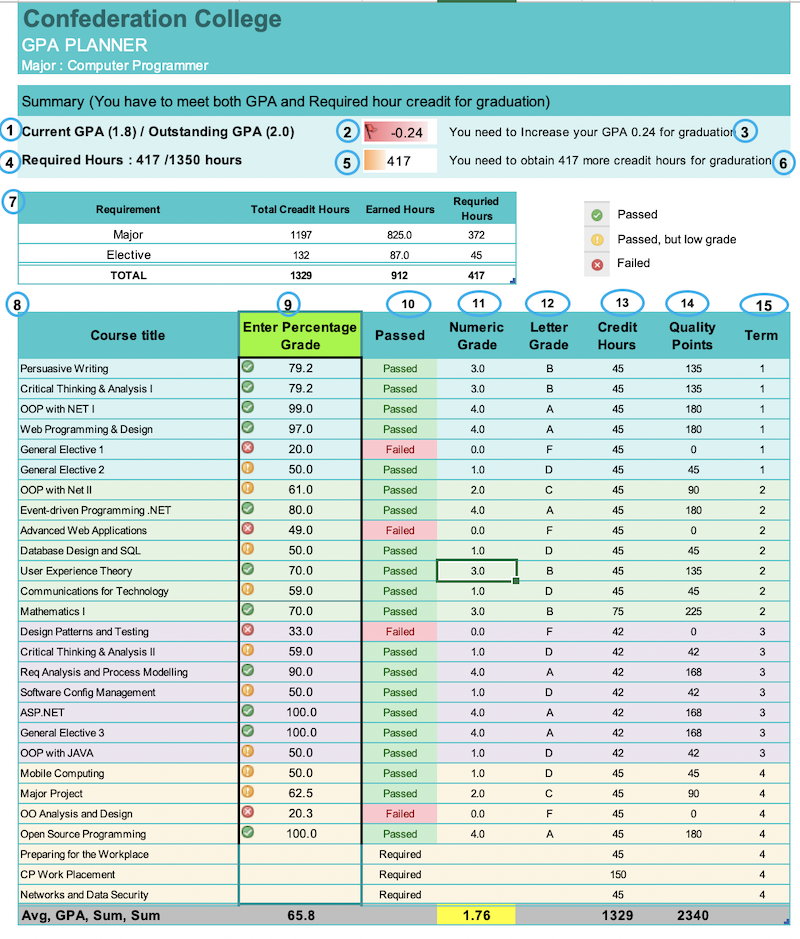 Confederation College
GPA PLANNER
Major : Computer Programmer
Summary (You have to meet both GPA and Required hour creadit for graduation)
1 Current GPA (1.8) / Outstanding GPA (2.0) 2 -0.24 You need to Increase your GPA 0.24 for graduation 3
4 Required Hours : 417 /1350 hours 5 417 You need to obtain 417 more creadit hours for graduration 6
7
Requirement Total Creadit Hours Earned Hours Requried Hours
Major 1197 825.0 372
Elective 132 87.0 45
TOTAL 1329 912 417
Passed
Passed, but low grade
Failed
8 9 10 11 12 13 14 15
Course title Enter Percentage Grade Passed Numeric Grade Letter Grade Credit Hours Quality Points Term
Persuasive Writing 79.2 Passed 3.0 B 45 135 1
Critical Thinking & Analysis I 79.2 Passed 3.0 B 45 135 1
OOP with NET I 99.0 Passed 4.0 A 45 180 1
Web Programming & Design 97.0 Passed 4.0 A 45 180 1
General Elective 1 20.0 Failed 0.0 F 45 0 1
General Elective 2 50.0 Passed 1.0 D 45 45 1
OOP with Net II 61.0 Passed 2.0 C 45 90 2
Event-driven Programming .NET 80.0 Passed 4.0 A 45 180 2
Advanced Web Applications 49.0 Failed 0.0 F 45 0 2
Database Design and SQL 50.0 Passed 1.0 D 45 45 2
User Experience Theory 70.0 Passed 3.0 B 45 135 2
Communications for Technology 59.0 Passed 1.0 D 45 45 2
Mathematics I 70.0 Passed 3.0 B 75 225 2
Design Patterns and Testing 33.0 Failed 0.0 F 42 0 3
Critical Thinking & Analysis II 59.0 Passed 1.0 D 42 42 3
Req Analysis and Process Modelling 90.0 Passed 4.0 A 42 168 3
Software Config Management 50.0 Passed 1.0 D 42 42 3
ASP.NET 100.0 Passed 4.0 A 42 168 3
General Elective 3 100.0 Passed 4.0 A 42 168 3
OOP with JAVA 50.0 Passed 1.0 D 42 42 3
Mobile Computing 50.0 Passed 1.0 D 45 45 4
Major Project 62.5 Passed 2.0 C 45 90 4
OO Analysis and Design 20.3 Failed 0.0 F 45 0 4
Open Source Programming 100.0 Passed 4.0 A 45 180 4
Preparing for the Workplace Required 45 4
CP Work Placement Required 150 4
Networks and Data Security Required 45 4
Avg, GPA, Sum, Sum 65.8 1.76 1329 2340